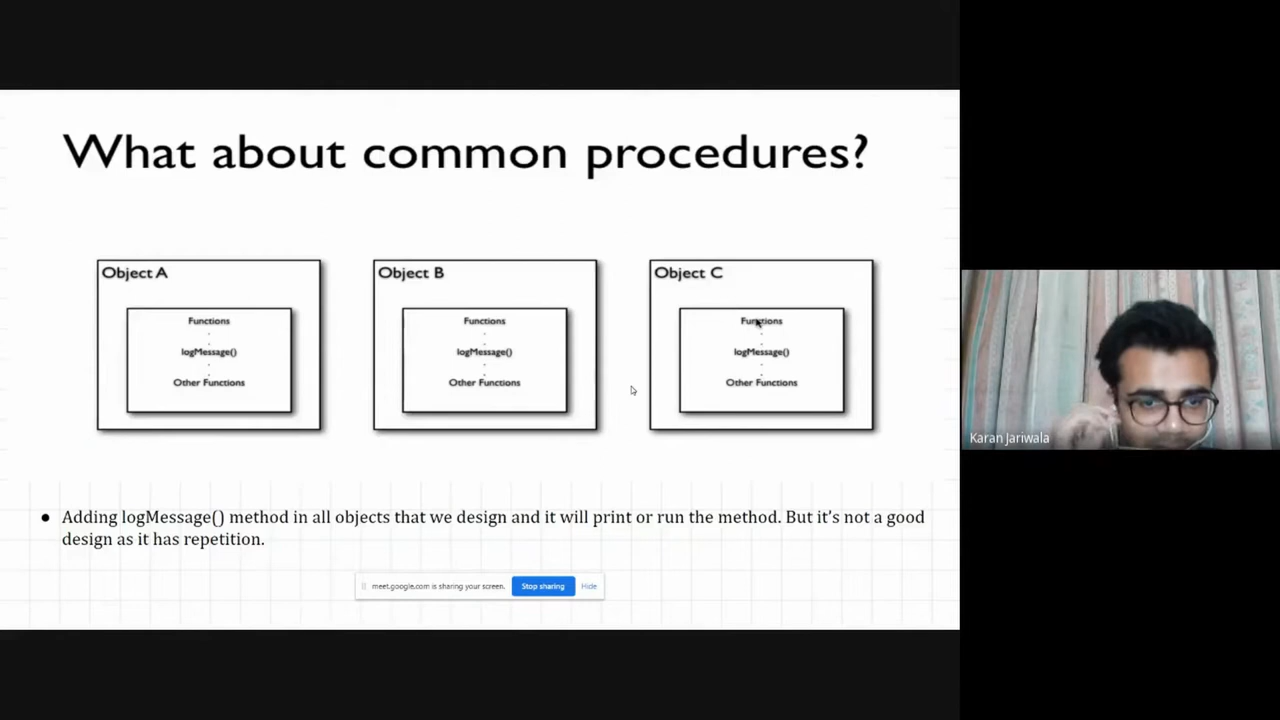 What about common procedures?
Object A
Functions
logMessage()
Other Functions
Object B
Functions
logMessage()
Other Functions
Object C
Functions
logMessage()
Other Functions
● Adding logMessage() method in all objects that we design and it will print or run the method. But it's not a good
design as it has repetition.
meet.google.com is sharing your screen. Stop sharing Hide
Karan Jariwala